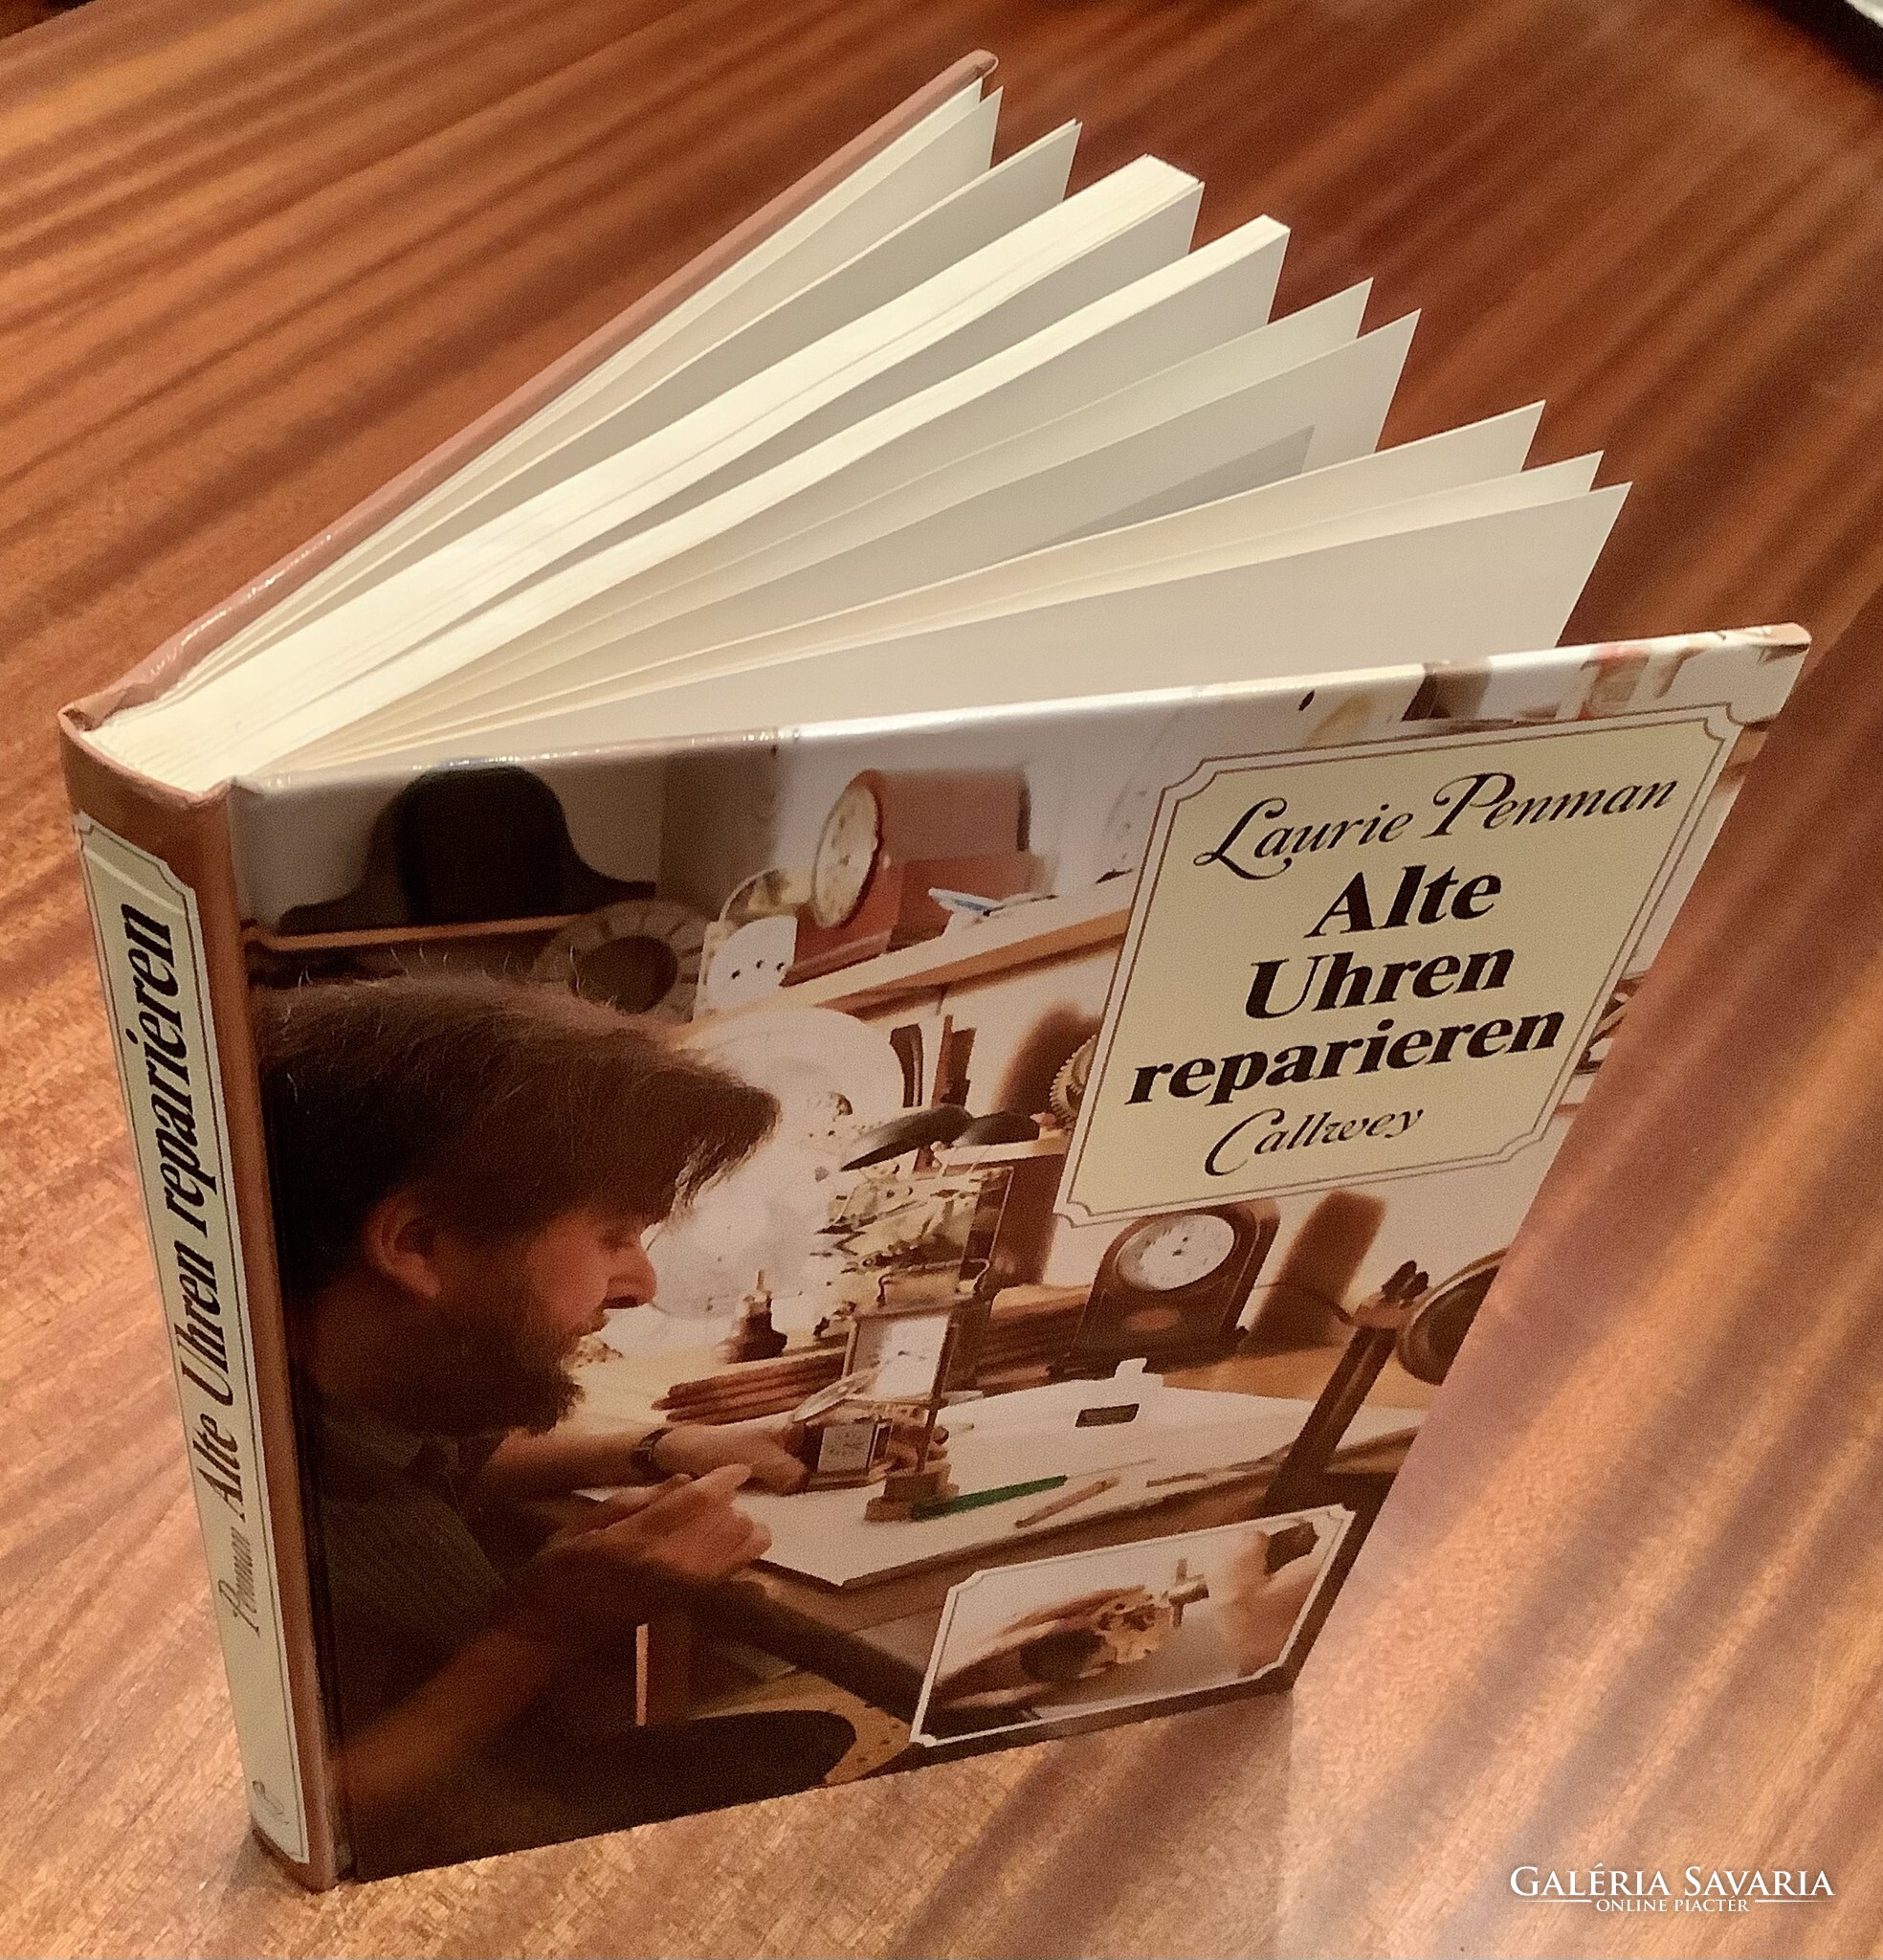 Laurie Penman
Alte
Uhren
reparieren
Callwey
Penman Alte Uhren reparieren
GALÉRIA SAVARIA
ONLINE PIACTÉR